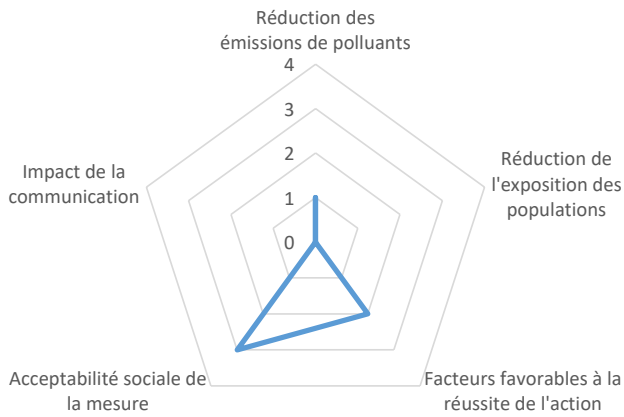 Réduction des
émissions de polluants
4
3
2
1
0
Réduction de
l'exposition des
populations
Facteurs favorables à la
réussite de l'action
Acceptabilité sociale de
la mesure
Impact de la
communication